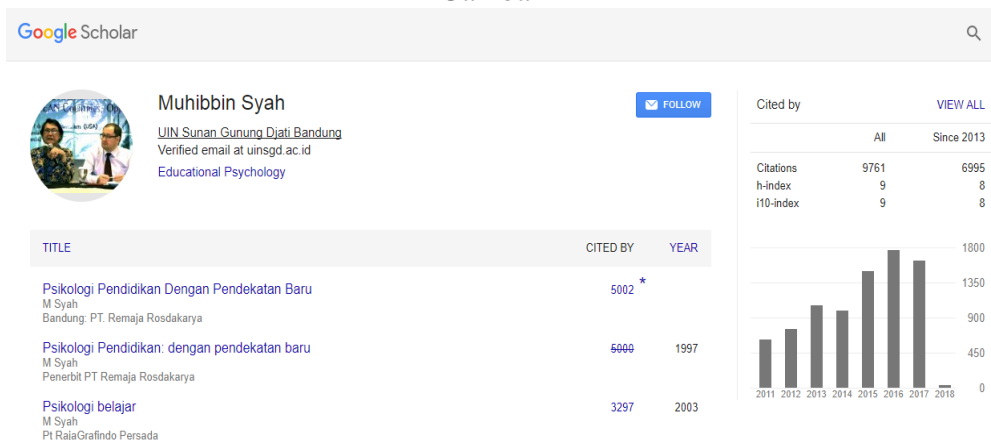 Google Scholar
Muhibbin Syah
FOLLOW
UIN Sunan Gunung Djati Bandung
Verified email at uinsgd.ac.id
Educational Psychology
Cited by VIEW ALL
All Since 2013
Citations 9761 6995
h-index 9 8
i10-index 9 8
TITLE CITED BY YEAR
Psikologi Pendidikan Dengan Pendekatan Baru 5002 *
M Syah
Bandung: PT. Remaja Rosdakarya
Psikologi Pendidikan: dengan pendekatan baru 5000 1997
M Syah
Penerbit PT Remaja Rosdakarya
Psikologi belajar 3297 2003
M Syah
Pt RajaGrafindo Persada
1800
1350
900
450
0
2011 2012 2013 2014 2015 2016 2017 2018